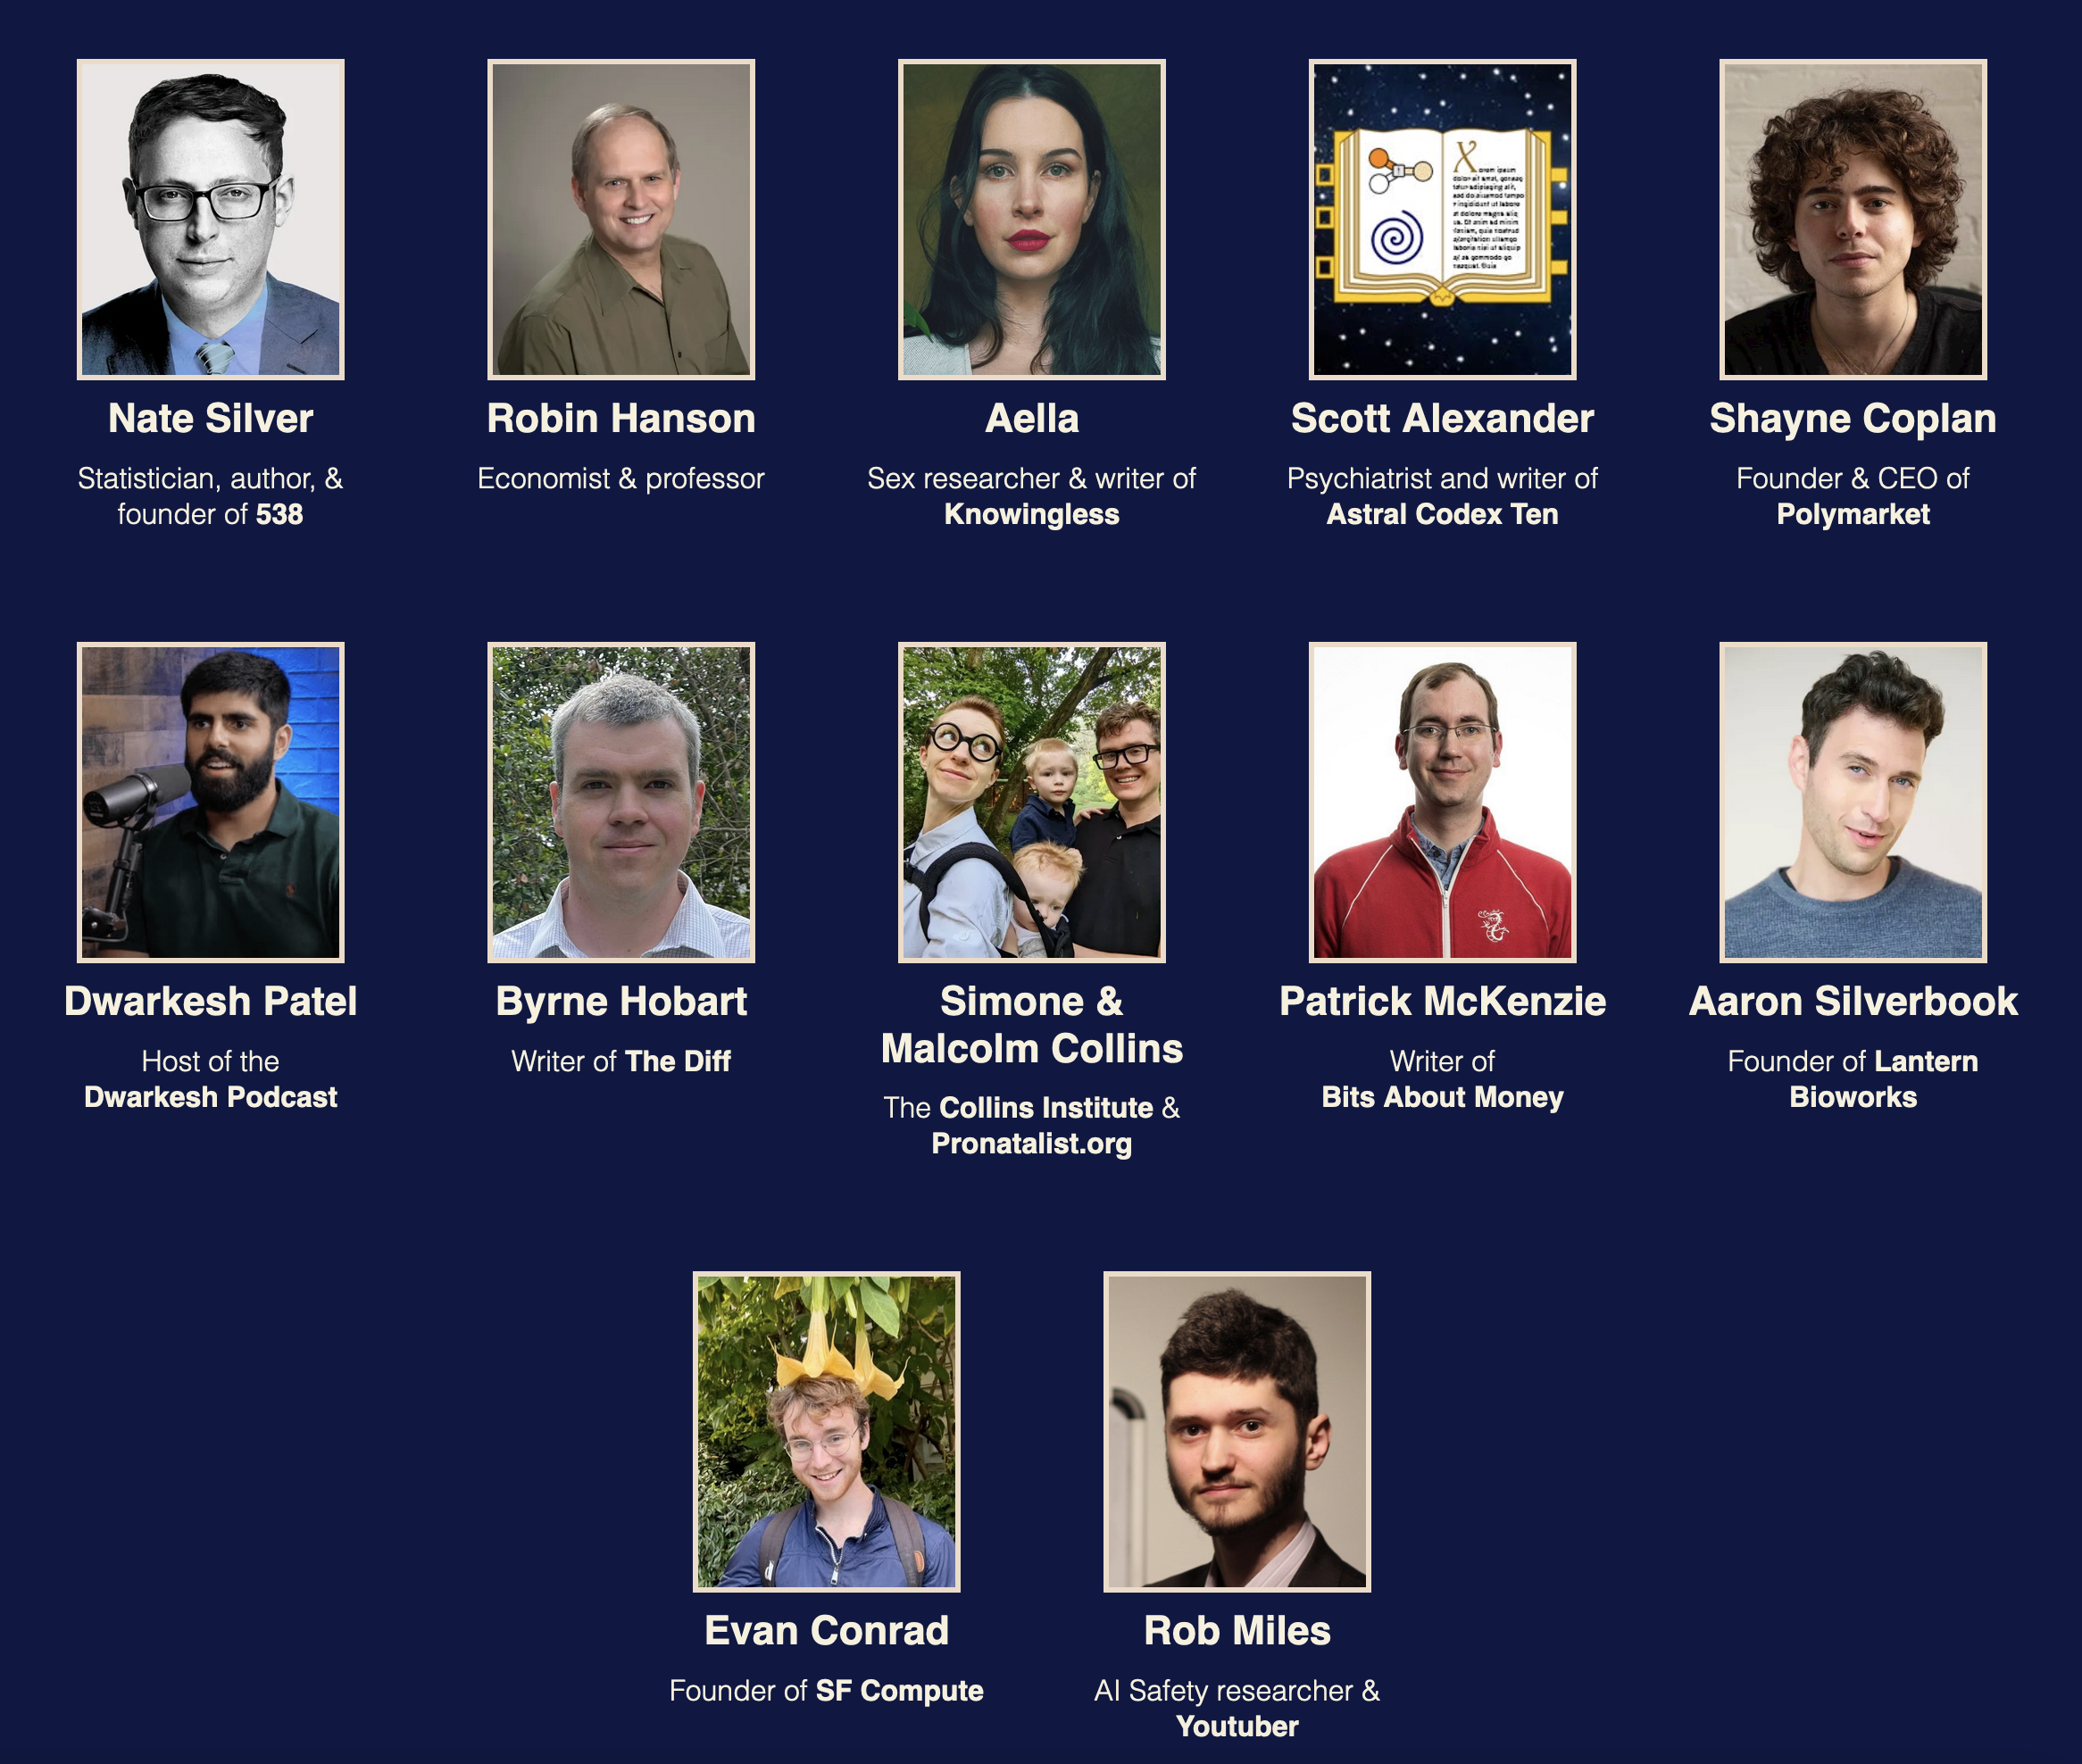 Nate Silver
Statistician, author, &
founder of 538
Robin Hanson
Economist & professor
Aella
Sex researcher & writer of
Knowingless
X
Scott Alexander
Psychiatrist and writer of
Astral Codex Ten
Shayne Coplan
Founder & CEO of
Polymarket
Dwarkesh Patel
Host of the
Dwarkesh Podcast
Byrne Hobart
Writer of The Diff
Simone &
Malcolm Collins
The Collins Institute &
Pronatalist.org
Patrick McKenzie
Writer of
Bits About Money
Aaron Silverbook
Founder of Lantern
Bioworks
Evan Conrad
Founder of SF Compute
Rob Miles
AI Safety researcher &
Youtuber